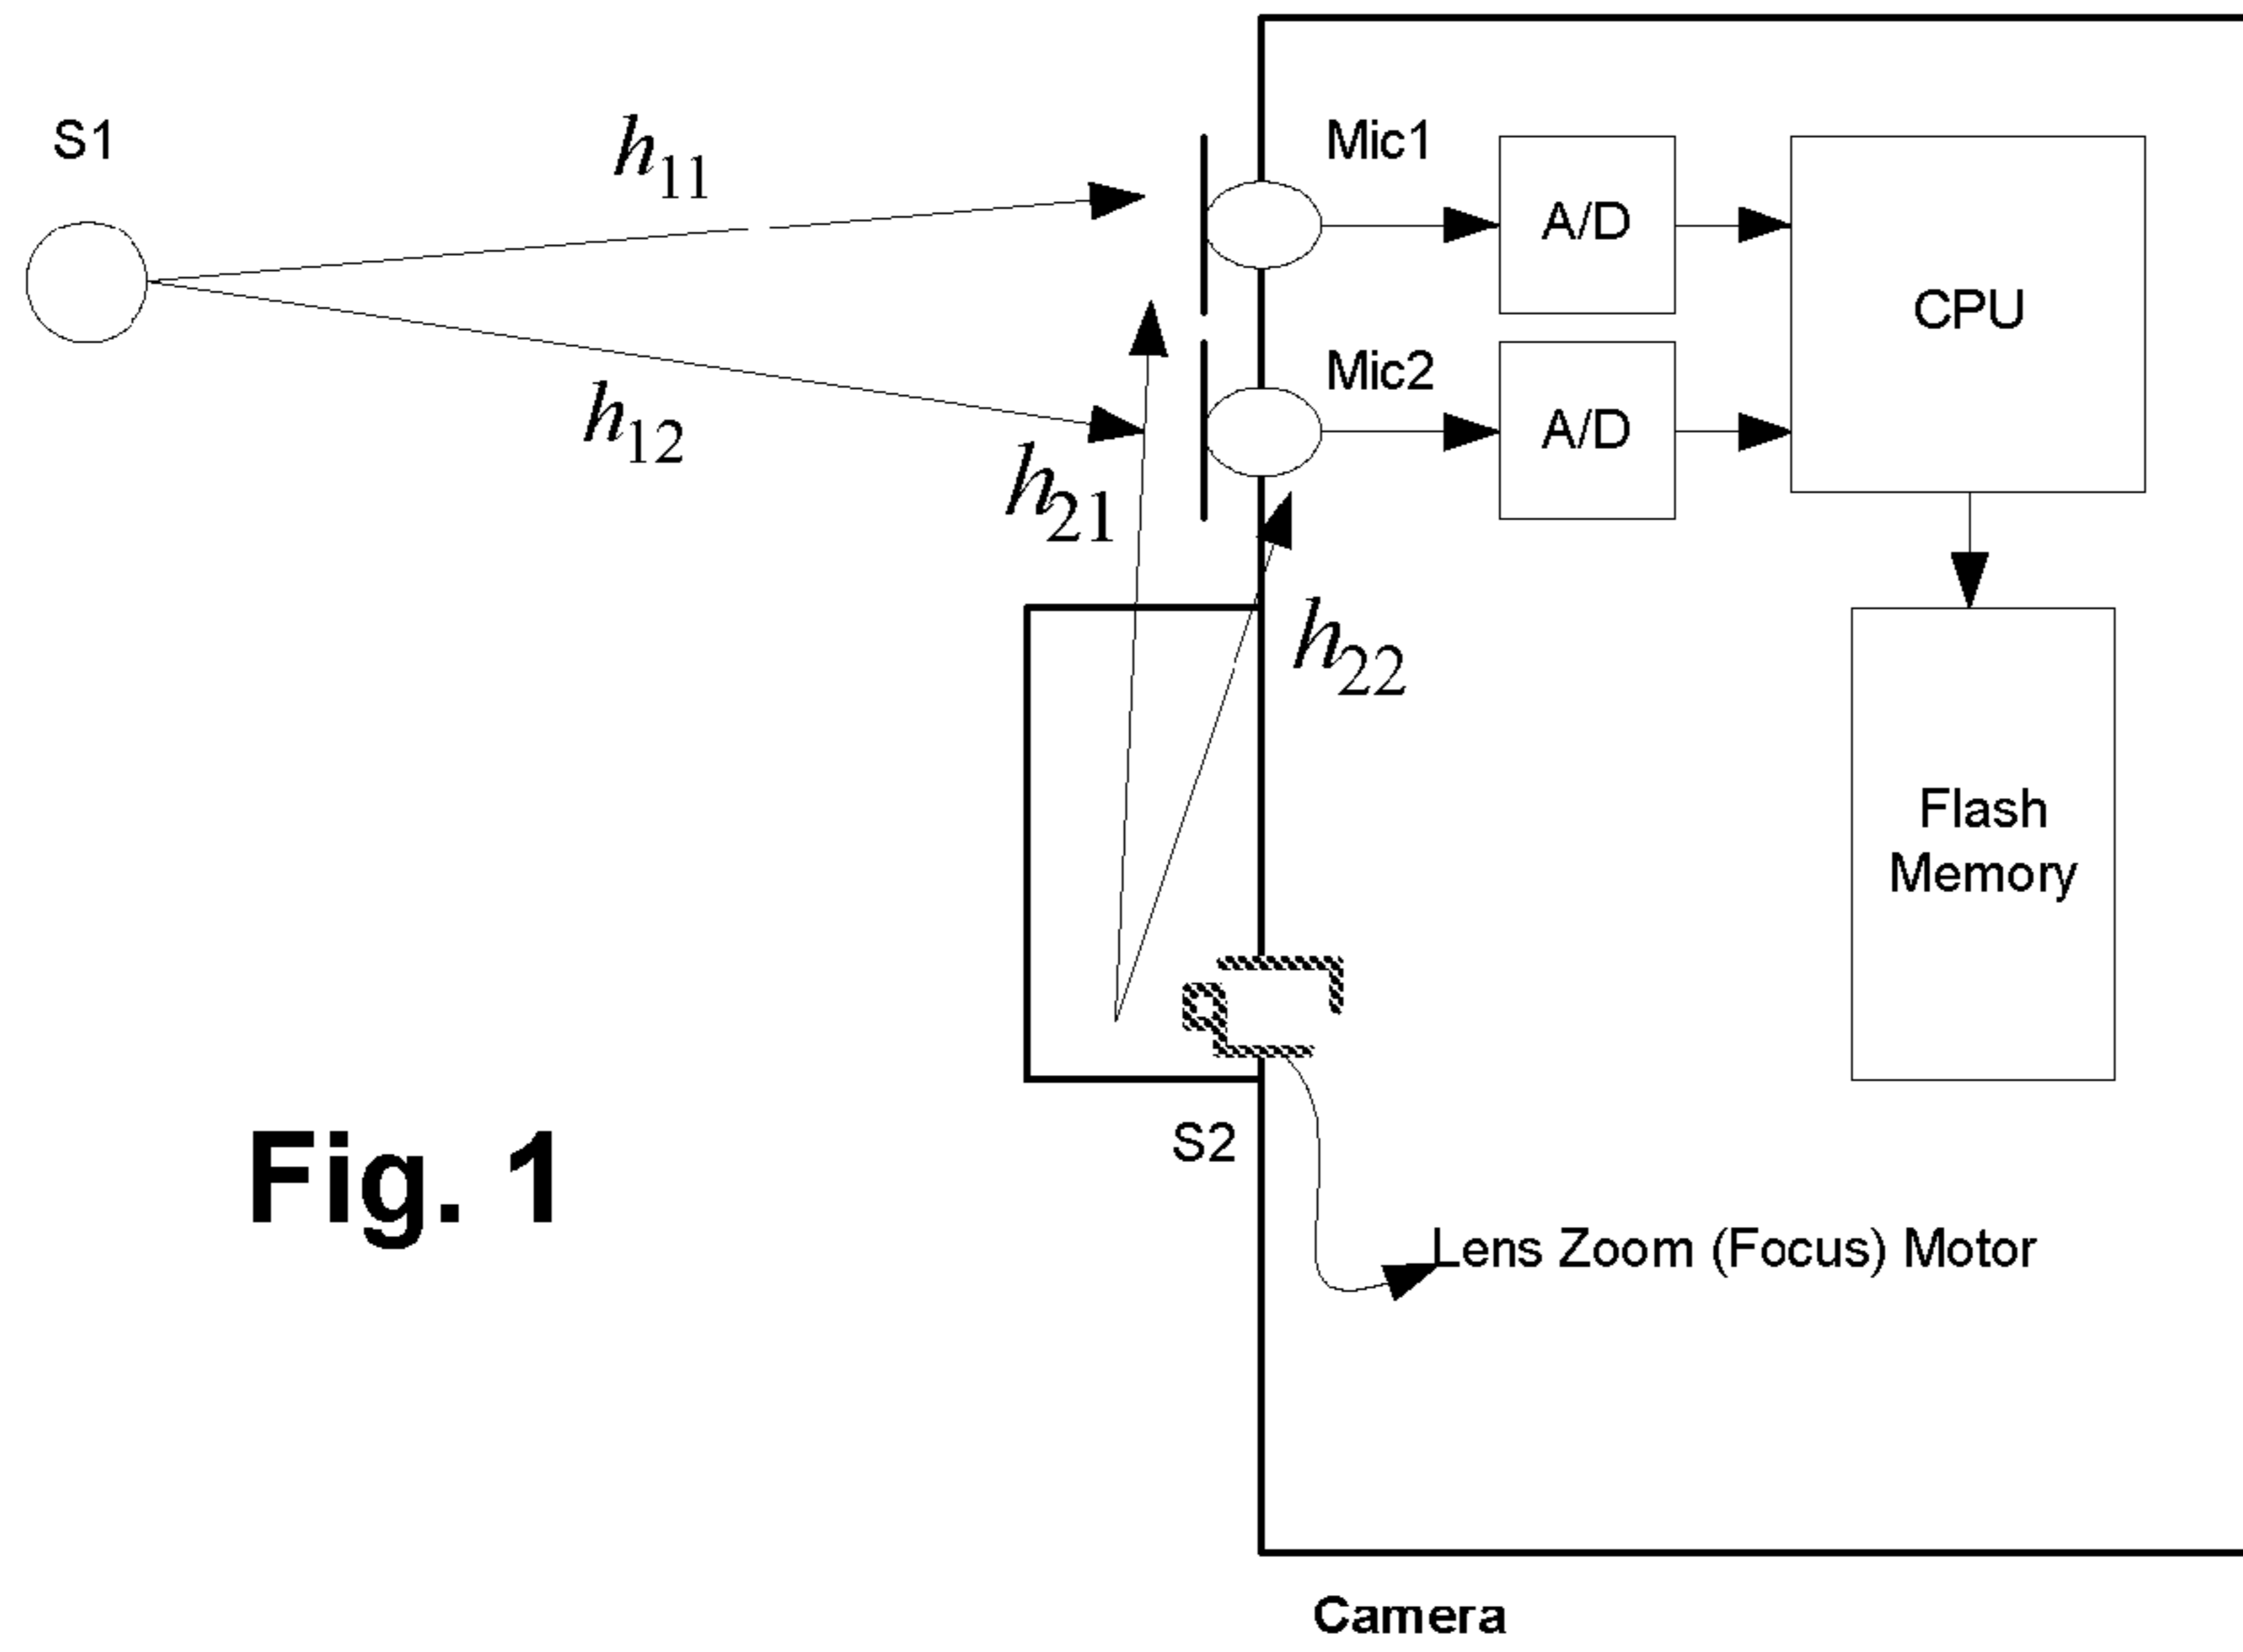 S1
h11
Mic1
A/D
CPU
h12
Mic2
A/D
h21
h22
Flash
Memory
S2
Fig. 1
Lens Zoom (Focus) Motor
Camera